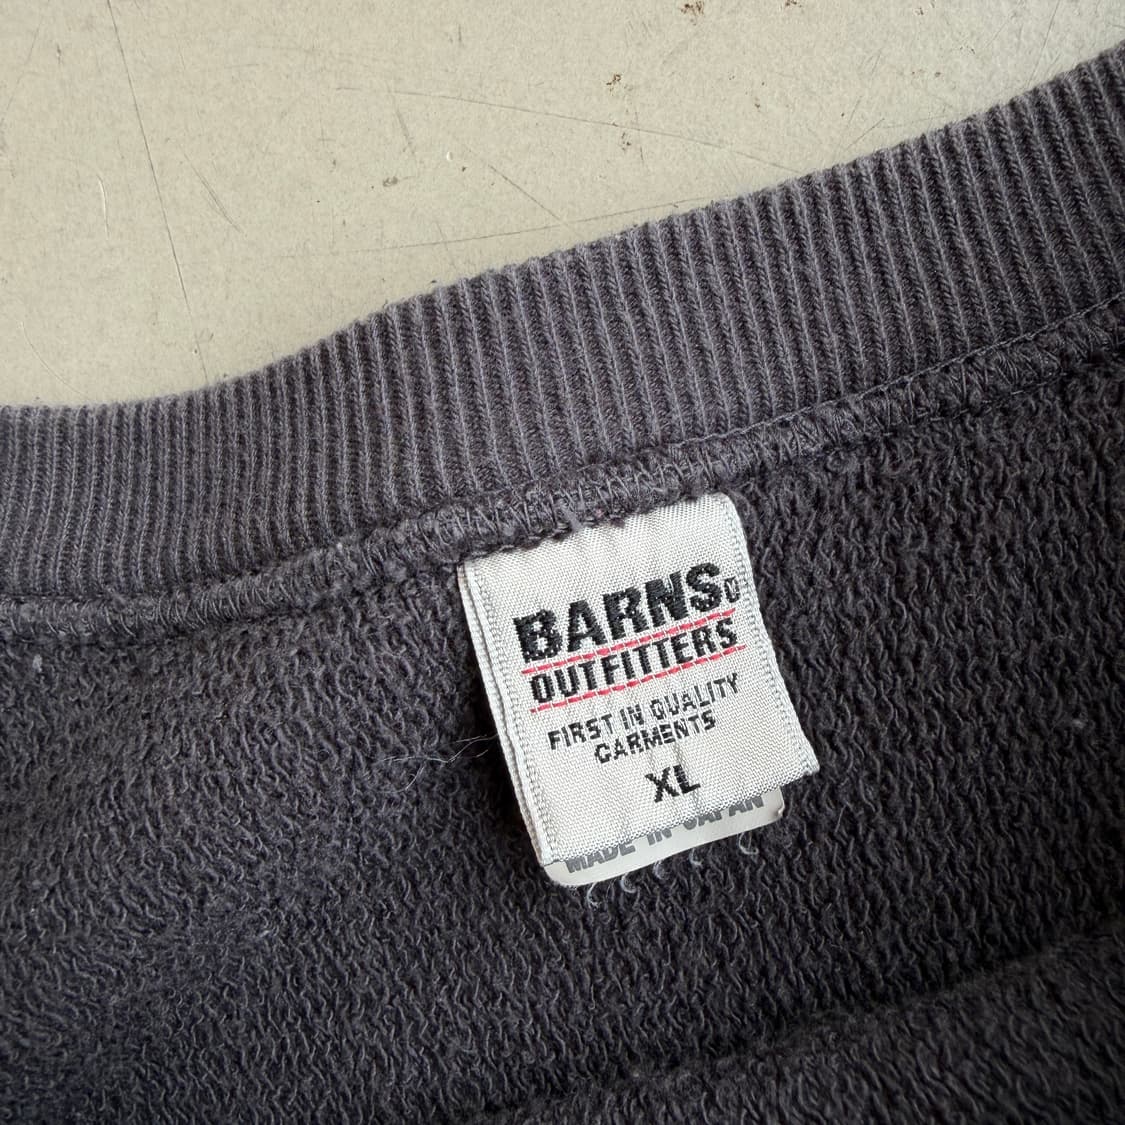 BARNS
OUTFITTERS
FIRST IN QUALITY
GARMENTS
XL
MADE IN JAPAN